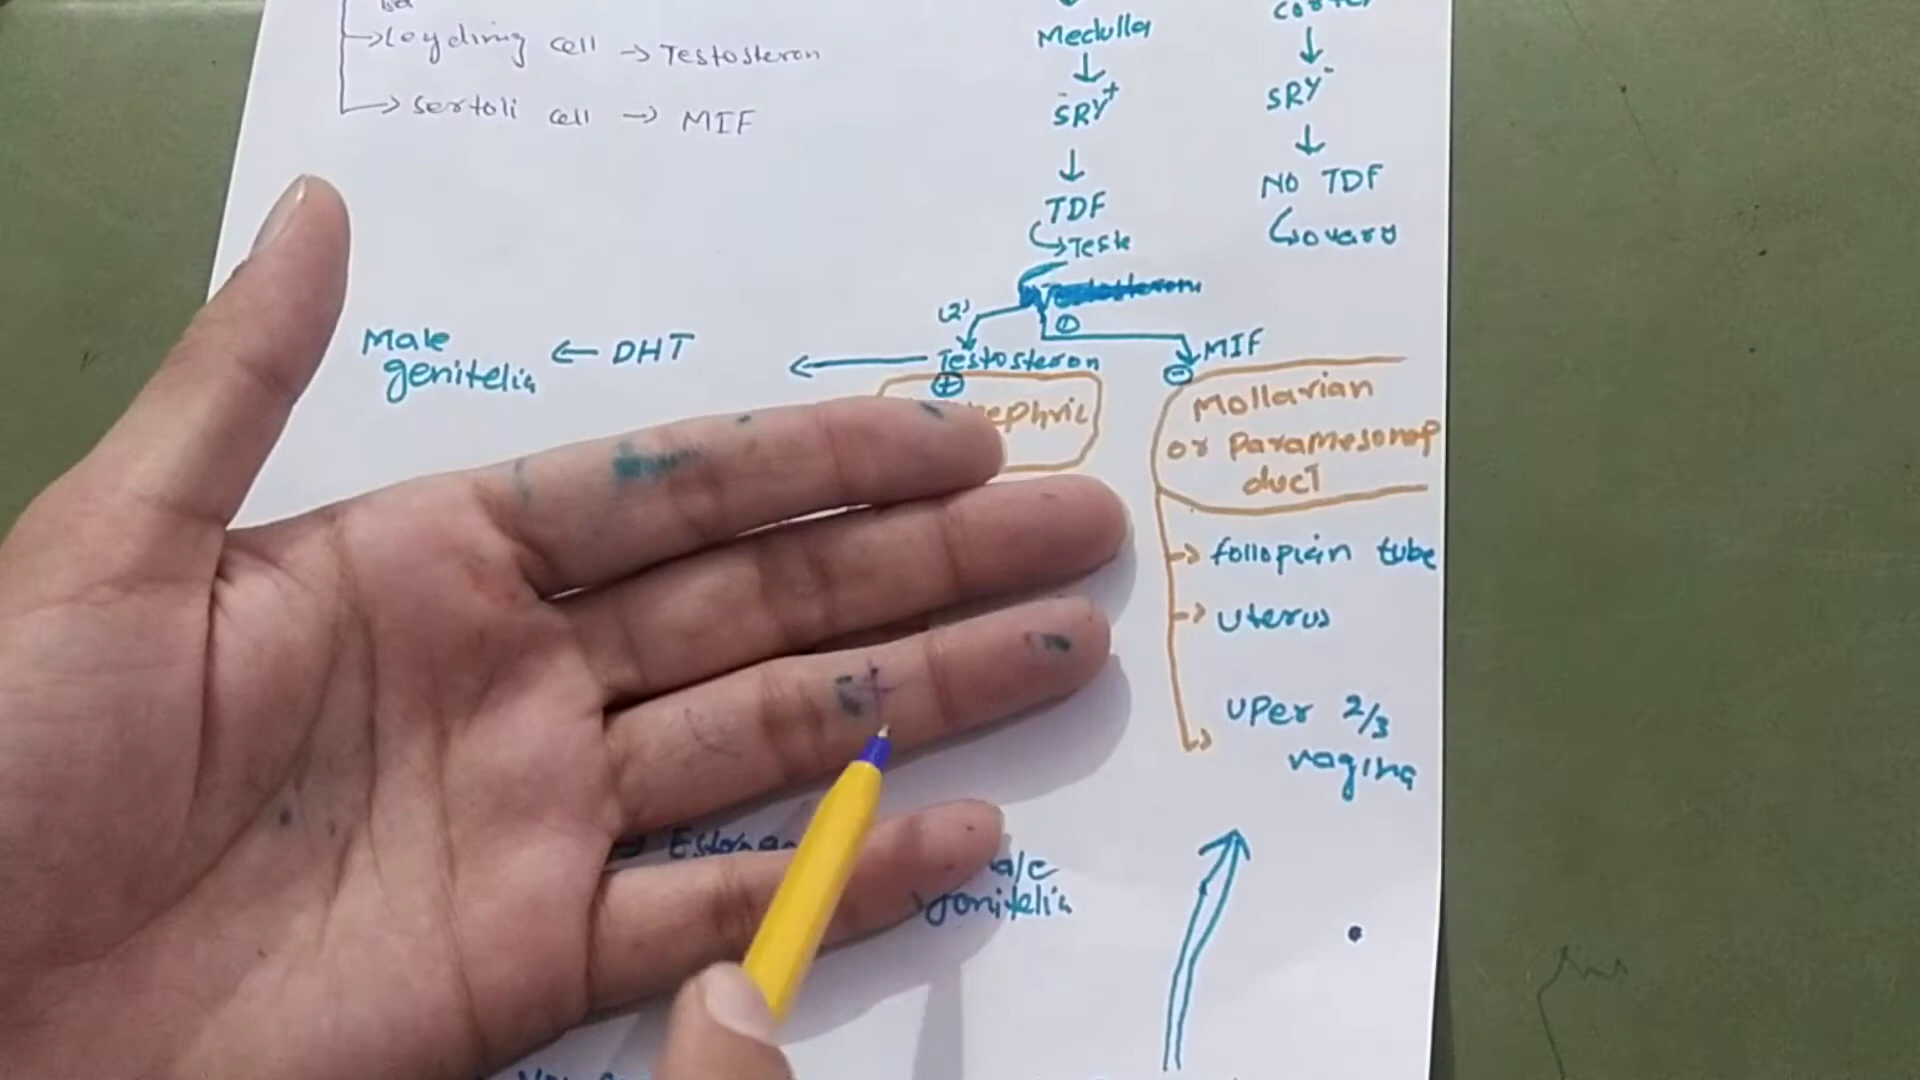 Leyding cell → Testosteron
sertoli cell → MIF
Medulla
↓
SRY+
↓
TDF
Teste
SRY-
↓
NO TDF
ovary
Male
genitelia ← DHT
(2)
Testosteron
+
①
MIF
-
Mollarian
or Paramesonep
duct
follopian tube
uterus
UPer 2/3
vagina
genitelia